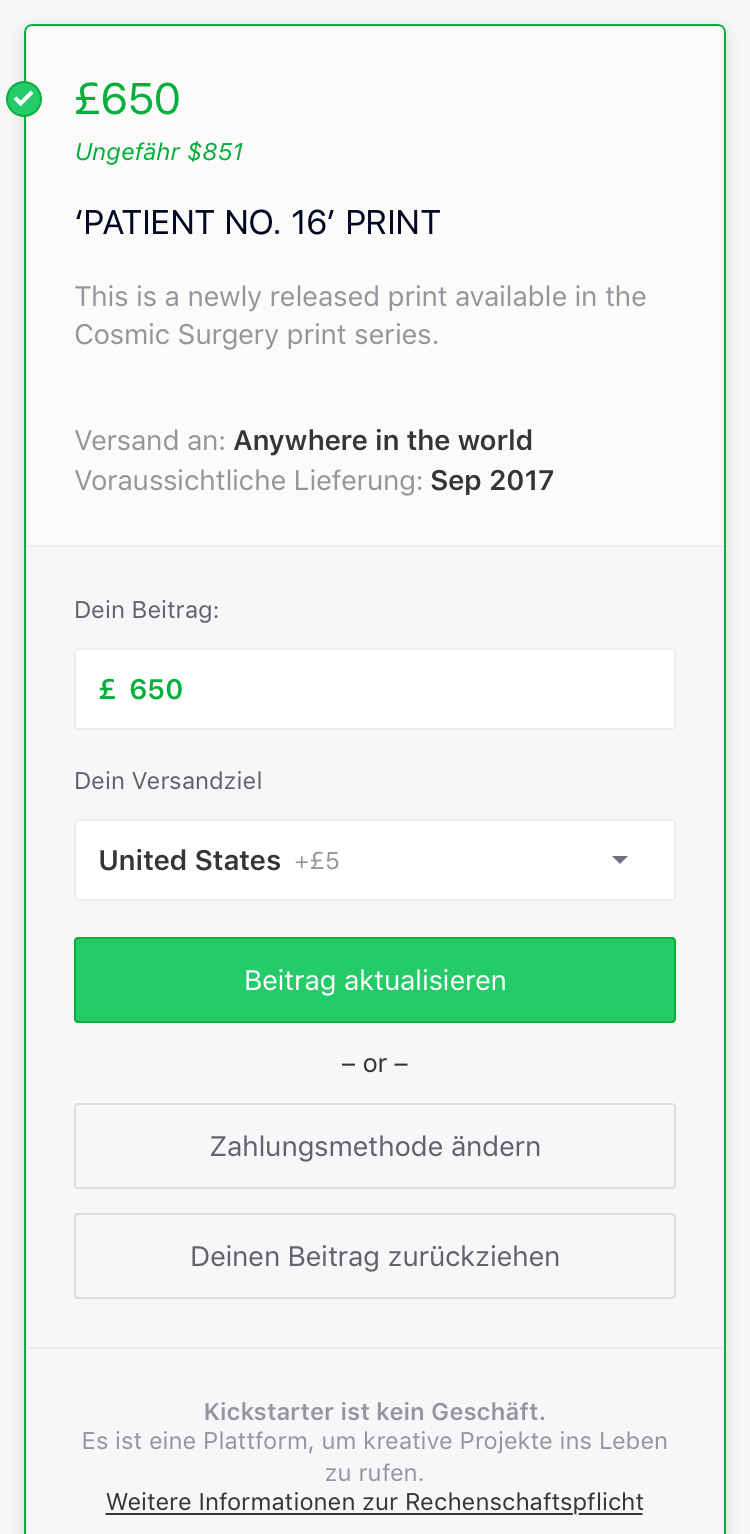 £650
Ungefähr $851
‘PATIENT NO. 16’ PRINT
This is a newly released print available in the
Cosmic Surgery print series.
Versand an: Anywhere in the world
Voraussichtliche Lieferung: Sep 2017
Dein Beitrag:
£ 650
Dein Versandziel
United States +£5
Beitrag aktualisieren
– or –
Zahlungsmethode ändern
Deinen Beitrag zurückziehen
Kickstarter ist kein Geschäft.
Es ist eine Plattform, um kreative Projekte ins Leben
zu rufen.
Weitere Informationen zur Rechenschaftspflicht